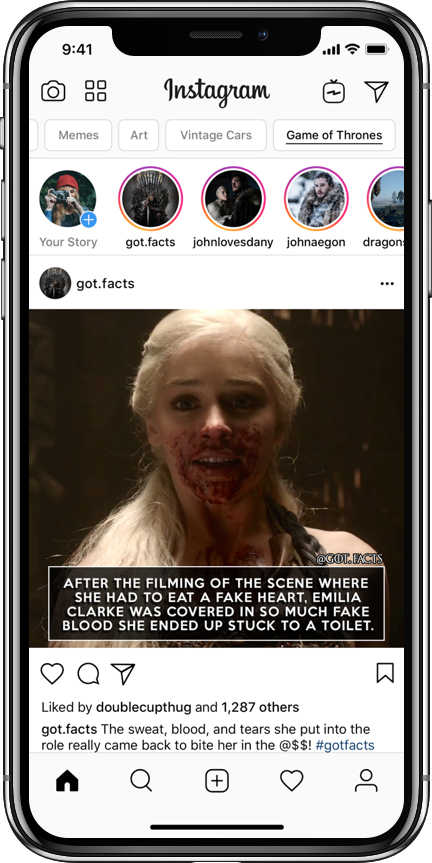 9:41
Instagram
Memes
Art
Vintage Cars
Game of Thrones
Your Story
got.facts
johnlovesdany
johnaegon
dragons
got.facts
@GOT.FACTS
AFTER THE FILMING OF THE SCENE WHERE
SHE HAD TO EAT A FAKE HEART, EMILIA
CLARKE WAS COVERED IN SO MUCH FAKE
BLOOD SHE ENDED UP STUCK TO A TOILET.
Liked by doublecupthug and 1,287 others
got.facts The sweat, blood, and tears she put into the
role really came back to bite her in the @$$! #gotfacts